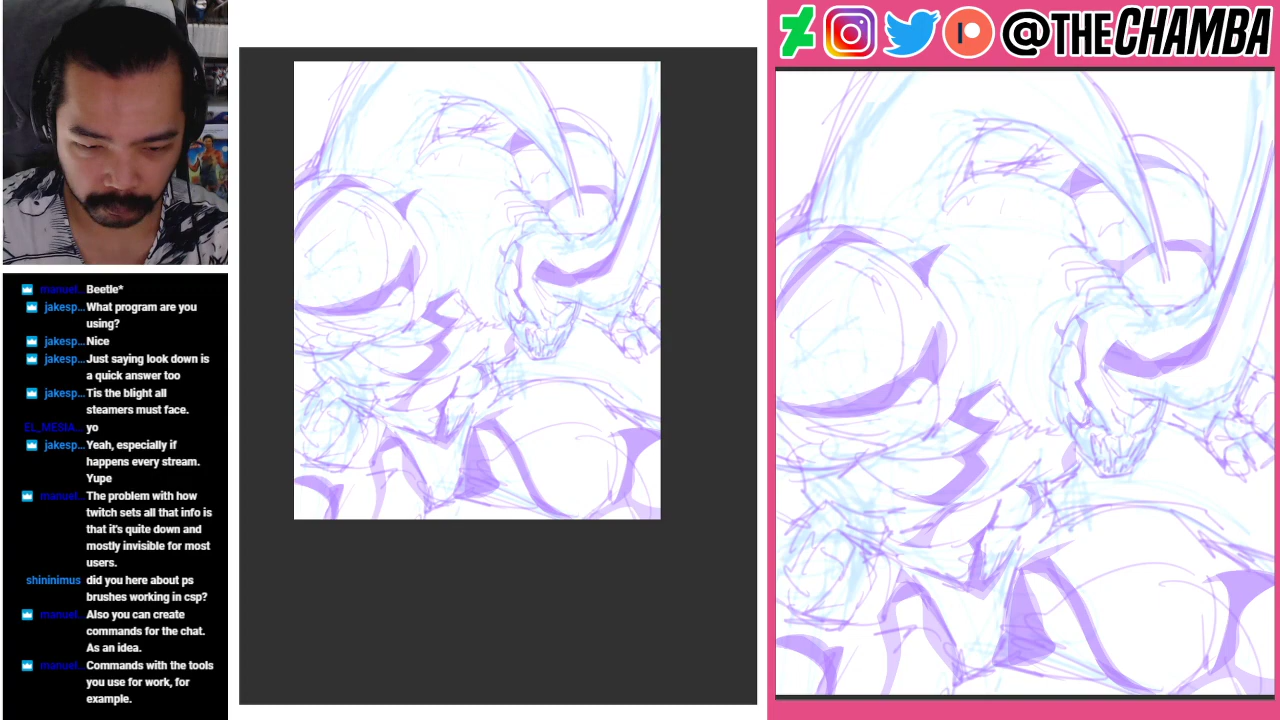 @THECHAMBA
manuel... Beetle*
jakesp... What program are you
using?
jakesp... Nice
jakesp... Just saying look down is
a quick answer too
jakesp... Tis the blight all
steamers must face.
EL_MESIA... yo
jakesp... Yeah, especially if
happens every stream.
Yupe
manuel... The problem with how
twitch sets all that info is
that it's quite down and
mostly invisible for most
users.
shininimus did you here about ps
brushes working in csp?
manuel... Also you can create
commands for the chat.
As an idea.
manuel... Commands with the tools
you use for work, for
example.